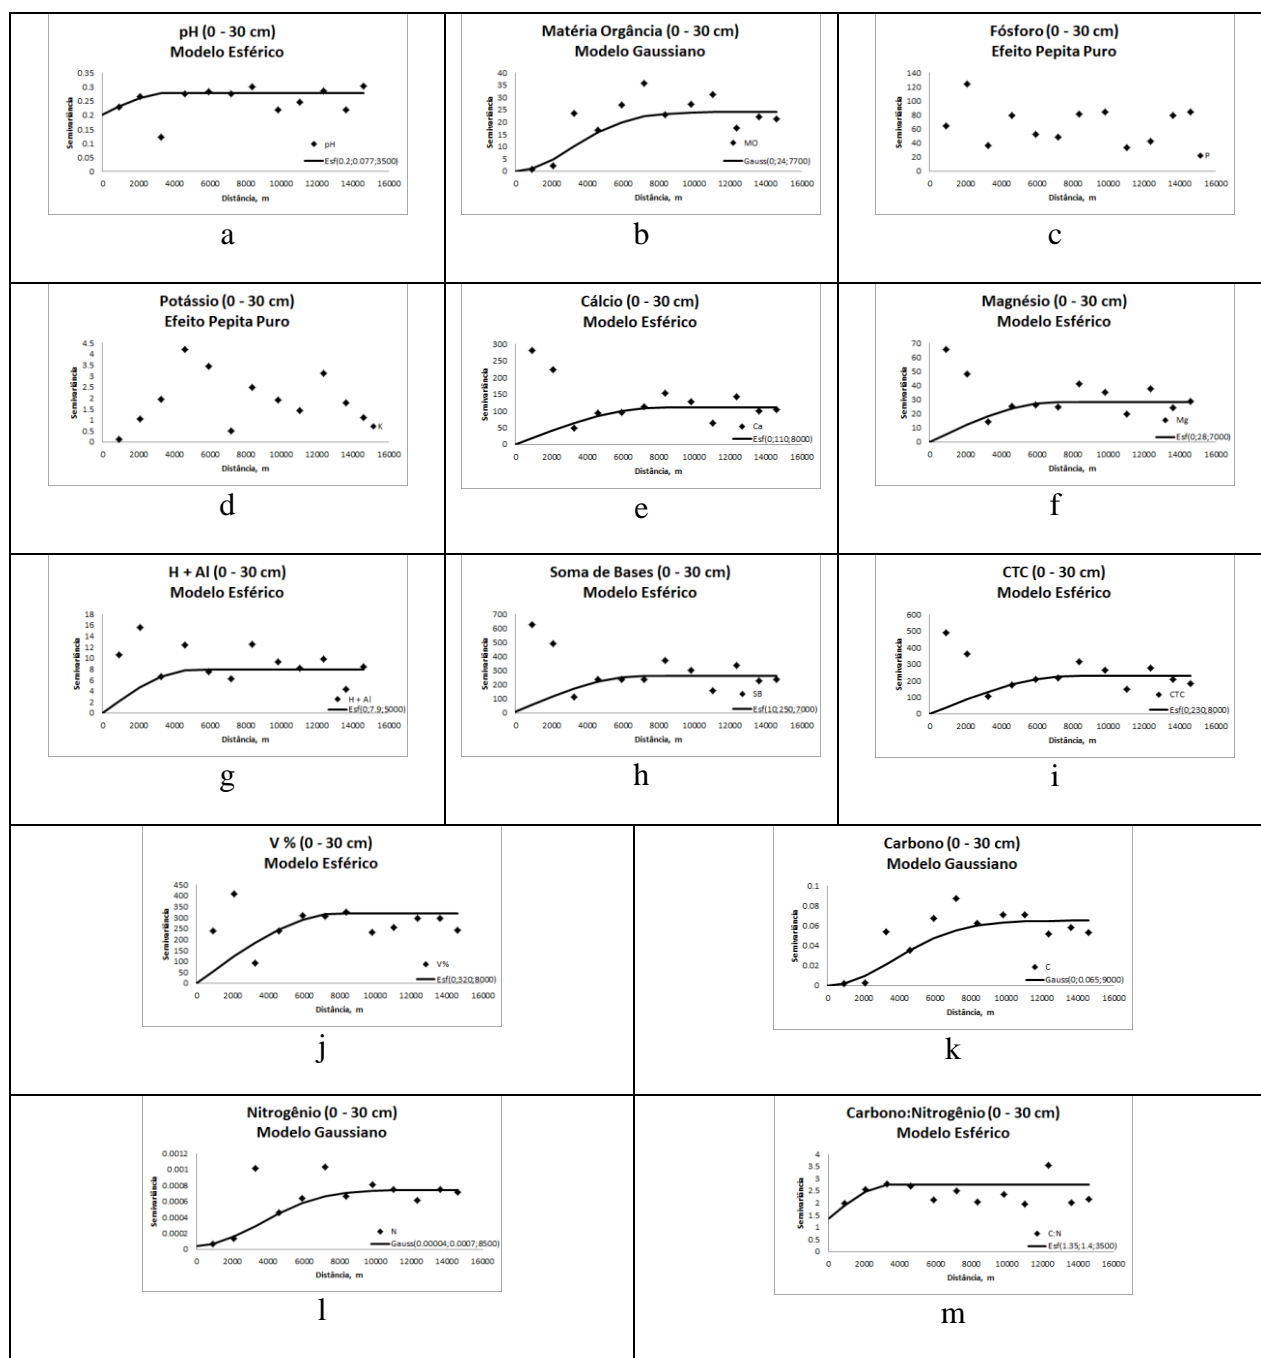 pH (0 - 30 cm)
Modelo Esférico
0.35
0.3
0.25
0.2
0.15
0.1
0.05
0
Semivariância
pH
Esf(0.2;0.077;3500)
0 2000 4000 6000 8000 10000 12000 14000 16000
Distância, m
a
Matéria Orgância (0 - 30 cm)
Modelo Gaussiano
40
35
30
25
20
15
10
5
0
Semivariância
MO
Gauss(0;24;7700)
0 2000 4000 6000 8000 10000 12000 14000 16000
Distância, m
b
Fósforo (0 - 30 cm)
Efeito Pepita Puro
140
120
100
80
60
40
20
0
Semivariância
P
0 2000 4000 6000 8000 10000 12000 14000 16000
Distância, m
c
Potássio (0 - 30 cm)
Efeito Pepita Puro
4.5
4
3.5
3
2.5
2
1.5
1
0.5
0
Semivariância
K
0 2000 4000 6000 8000 10000 12000 14000 16000
Distância, m
d
Cálcio (0 - 30 cm)
Modelo Esférico
300
250
200
150
100
50
0
Semivariância
Ca
Esf(0;110;8000)
0 2000 4000 6000 8000 10000 12000 14000 16000
Distância, m
e
Magnésio (0 - 30 cm)
Modelo Esférico
70
60
50
40
30
20
10
0
Semivariância
Mg
Esf(0;28;7000)
0 2000 4000 6000 8000 10000 12000 14000 16000
Distância, m
f
H + Al (0 - 30 cm)
Modelo Esférico
18
16
14
12
10
8
6
4
2
0
Semivariância
H + Al
Esf(0;7.9;5000)
0 2000 4000 6000 8000 10000 12000 14000 16000
Distância, m
g
Soma de Bases (0 - 30 cm)
Modelo Esférico
700
600
500
400
300
200
100
0
Semivariância
SB
Esf(10;250;7000)
0 2000 4000 6000 8000 10000 12000 14000 16000
Distância, m
h
CTC (0 - 30 cm)
Modelo Esférico
600
500
400
300
200
100
0
Semivariância
CTC
Esf(0;230;8000)
0 2000 4000 6000 8000 10000 12000 14000 16000
Distância, m
i
V % (0 - 30 cm)
Modelo Esférico
450
400
350
300
250
200
150
100
50
0
Semivariância
V%
Esf(0;320;8000)
0 2000 4000 6000 8000 10000 12000 14000 16000
Distância, m
j
Carbono (0 - 30 cm)
Modelo Gaussiano
0.1
0.08
0.06
0.04
0.02
0
Semivariância
C
Gauss(0;0.065;9000)
0 2000 4000 6000 8000 10000 12000 14000 16000
Distância, m
k
Nitrogênio (0 - 30 cm)
Modelo Gaussiano
0.0012
0.001
0.0008
0.0006
0.0004
0.0002
0
Semivariância
N
Gauss(0.00004;0.0007;8500)
0 2000 4000 6000 8000 10000 12000 14000 16000
Distância, m
l
Carbono:Nitrogênio (0 - 30 cm)
Modelo Esférico
4
3.5
3
2.5
2
1.5
1
0.5
0
Semivariância
C:N
Esf(1.35;1.4;3500)
0 2000 4000 6000 8000 10000 12000 14000 16000
Distância, m
m